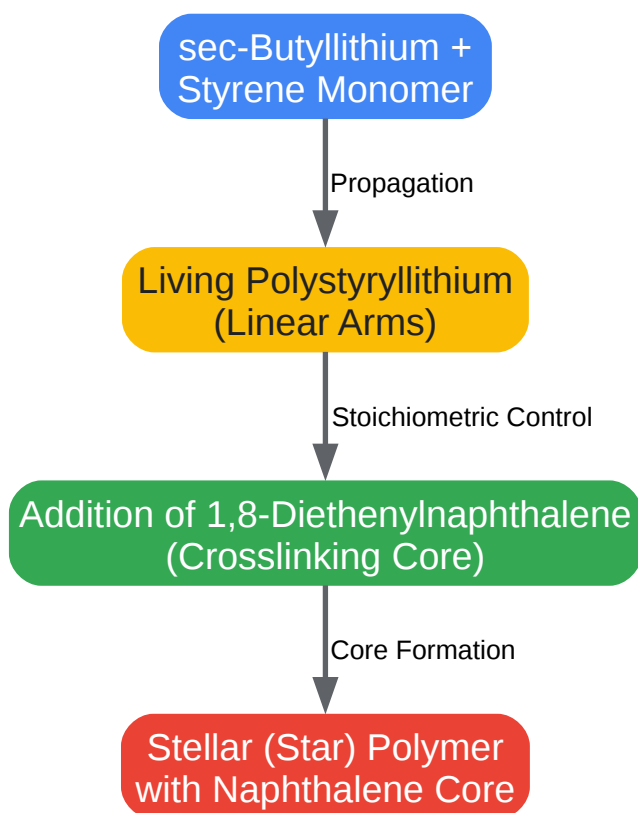 sec-Butyllithium +
Styrene Monomer
Propagation
Living Polystyryllithium
(Linear Arms)
Stoichiometric Control
Addition of 1,8-Diethenylnaphthalene
(Crosslinking Core)
Core Formation
Stellar (Star) Polymer
with Naphthalene Core